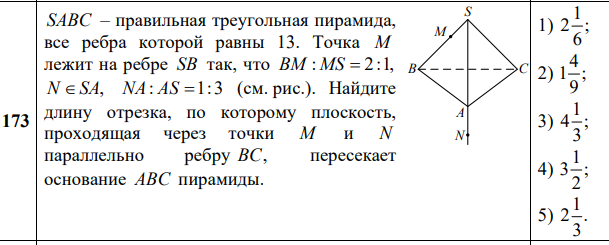 173
SABC – правильная треугольная пирамида,
все ребра которой равны 13. Точка M
лежит на ребре SB так, что BM : MS = 2 : 1,
N ∈ SA, NA : AS = 1 : 3 (см. рис.). Найдите
длину отрезка, по которому плоскость,
проходящая через точки M и N
параллельно ребру BC, пересекает
основание ABC пирамиды.
S
M
B
C
A
N
1) 2 1/6;
2) 1 4/9;
3) 4 1/3;
4) 3 1/2;
5) 2 1/3.